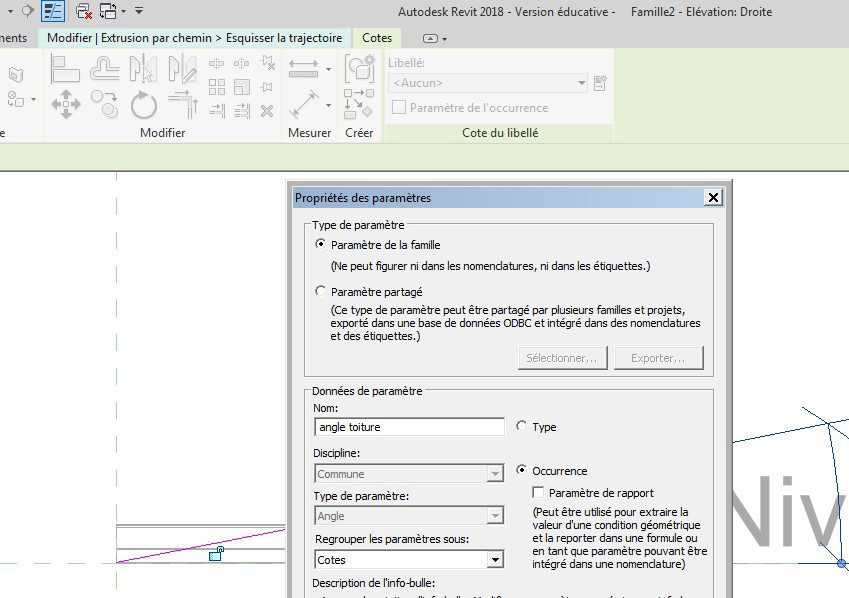 Autodesk Revit 2018 - Version éducative - Famille2 - Elévation: Droite
nents Modifier | Extrusion par chemin > Esquisser la trajectoire Cotes
Libellé:
<Aucun>
Paramètre de l'occurrence
e Modifier Mesurer Créer Cote du libellé
Propriétés des paramètres
Type de paramètre
Paramètre de la famille
(Ne peut figurer ni dans les nomenclatures, ni dans les étiquettes.)
Paramètre partagé
(Ce type de paramètre peut être partagé par plusieurs familles et projets,
exporté dans une base de données ODBC et intégré dans des nomenclatures
et des étiquettes.)
Sélectionner... Exporter...
Données de paramètre
Nom:
angle toiture
Type
Discipline:
Commune
Occurrence
Type de paramètre:
Paramètre de rapport
Angle
(Peut être utilisé pour extraire la
valeur d'une condition géométrique
et la reporter dans une formule ou
en tant que paramètre pouvant être
intégré dans une nomenclature)
Regrouper les paramètres sous:
Cotes
Description de l'info-bulle:
Niv